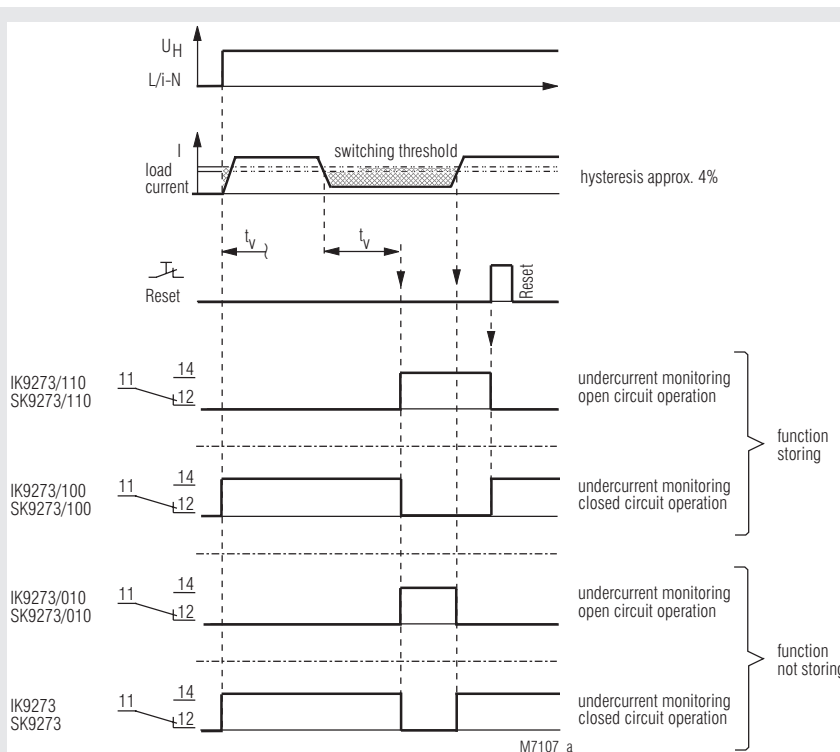 UH
L/i-N
I
load
current
switching threshold
hysteresis approx. 4%
tv
tv
Reset
Reset
IK9273/110
SK9273/110
11
14
12
undercurrent monitoring
open circuit operation
IK9273/100
SK9273/100
11
14
12
undercurrent monitoring
closed circuit operation
function
storing
IK9273/010
SK9273/010
11
14
12
undercurrent monitoring
open circuit operation
IK9273
SK9273
11
14
12
undercurrent monitoring
closed circuit operation
function
not storing
M7107_a